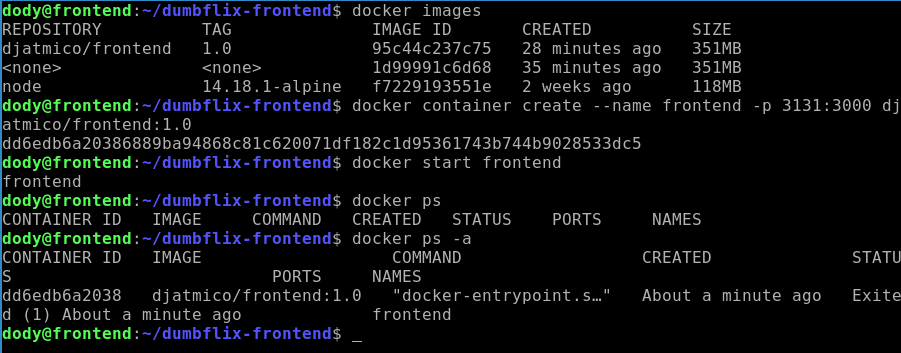 dody@frontend:~/dumbflix-frontend$ docker images
REPOSITORY          TAG              IMAGE ID       CREATED          SIZE
djatmico/frontend   1.0              95c44c237c75   28 minutes ago   351MB
<none>              <none>           1d99991c6d68   35 minutes ago   351MB
node                14.18.1-alpine   f7229193551e   2 weeks ago      118MB
dody@frontend:~/dumbflix-frontend$ docker container create --name frontend -p 3131:3000 dj
atmico/frontend:1.0
dd6edb6a20386889ba94868c81c620071df182c1d95361743b744b9028533dc5
dody@frontend:~/dumbflix-frontend$ docker start frontend
frontend
dody@frontend:~/dumbflix-frontend$ docker ps
CONTAINER ID   IMAGE     COMMAND   CREATED   STATUS    PORTS     NAMES
dody@frontend:~/dumbflix-frontend$ docker ps -a
CONTAINER ID   IMAGE                   COMMAND                  CREATED              STATU
S                          PORTS     NAMES
dd6edb6a2038   djatmico/frontend:1.0   "docker-entrypoint.s…"   About a minute ago   Exite
d (1) About a minute ago             frontend
dody@frontend:~/dumbflix-frontend$ _